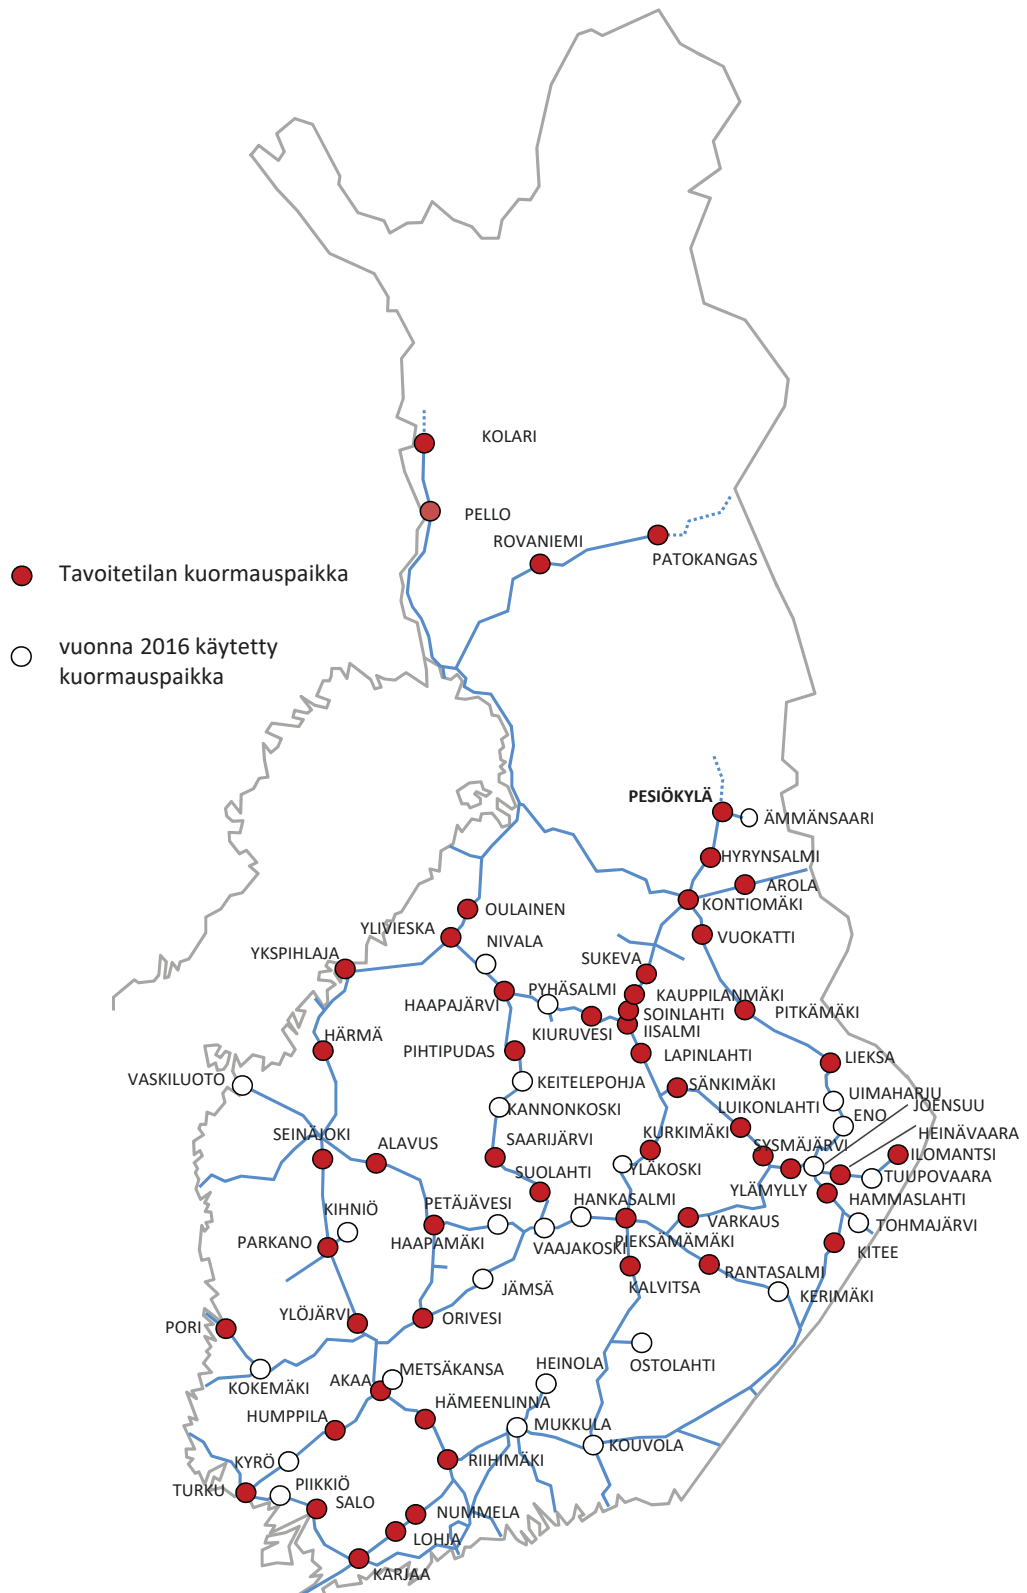 KOLARI
PELLO
ROVANIEMI
PATOKANGAS
Tavoitetilan kuormauspaikka
vuonna 2016 käytetty
kuormauspaikka
PESIÖKYLÄ
ÄMMÄNSAARI
HYRYNSALMI
AROLA
KONTIOMÄKI
OULAINEN
YLIVIESKA
VUOKATTI
NIVALA
YKSPIHLAJA
SUKEVA
PYHÄSALMI
KAUPPILANMÄKI
HAAPAJÄRVI
SOINLAHTI
PITKÄMÄKI
KIURUVESI
IISALMI
HÄRMÄ
PIHTIPUDAS
LAPINLAHTI
LIEKSA
VASKILUOTO
KEITELEPOHJA
SÄNKIMÄKI
UIMAHARJU
JOENSUU
KANNONKOSKI
LUIKONLAHTI
ENO
HEINÄVAARA
SEINÄJOKI
ALAVUS
SAARIJÄRVI
KURKIMÄKI
SYSMÄJÄRVI
ILOMANTSI
SUOLAHTI
YLÄKOSKI
YLÄMYLLY
TUUPOVAARA
KIHNIÖ
PETÄJÄVESI
HANKASALMI
HAMMASLAHTI
VARKAUS
TOHMAJÄRVI
PARKANO
HAAPAMÄKI
VAAJAKOSKI
PIEKSÄMÄMÄKI
KITEE
JÄMSÄ
KALVITSA
RANTASALMI
KERIMÄKI
PORI
YLÖJÄRVI
ORIVESI
OSTOLAHTI
KOKEMÄKI
METSÄKANSA
HEINOLA
AKAA
HÄMEENLINNA
HUMPPILA
MUKKULA
KOUVOLA
KYRÖ
RIIHIMÄKI
TURKU
PIIKKIÖ
SALO
NUMMELA
LOHJA
KARJAA